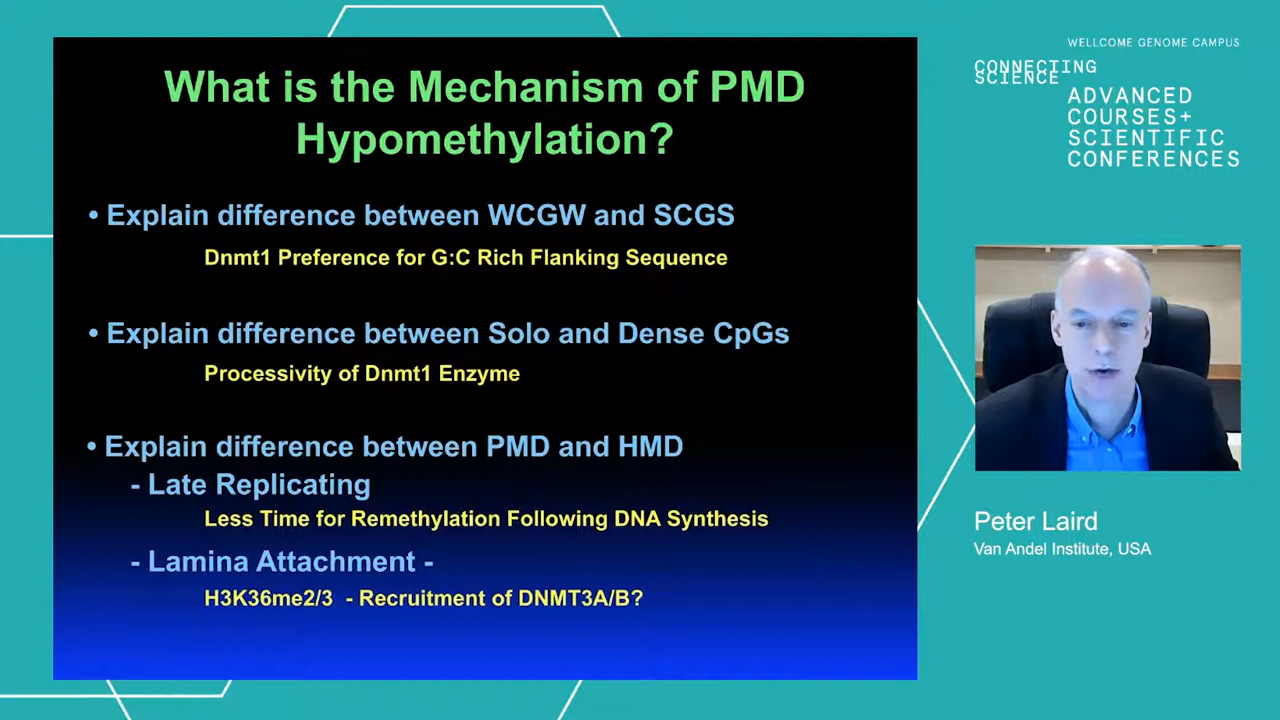 What is the Mechanism of PMD
Hypomethylation?
• Explain difference between WCGW and SCGS
Dnmt1 Preference for G:C Rich Flanking Sequence
• Explain difference between Solo and Dense CpGs
Processivity of Dnmt1 Enzyme
• Explain difference between PMD and HMD
- Late Replicating
Less Time for Remethylation Following DNA Synthesis
- Lamina Attachment -
H3K36me2/3 - Recruitment of DNMT3A/B?
WELLCOME GENOME CAMPUS
CONNECTING
SCIENCE
ADVANCED
COURSES+
SCIENTIFIC
CONFERENCES
Peter Laird
Van Andel Institute, USA